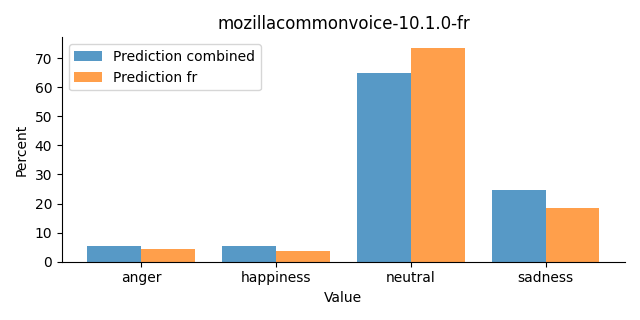 mozillacommonvoice-10.1.0-fr
Prediction combined
Prediction fr
Percent
70
60
50
40
30
20
10
0
anger happiness neutral sadness
Value